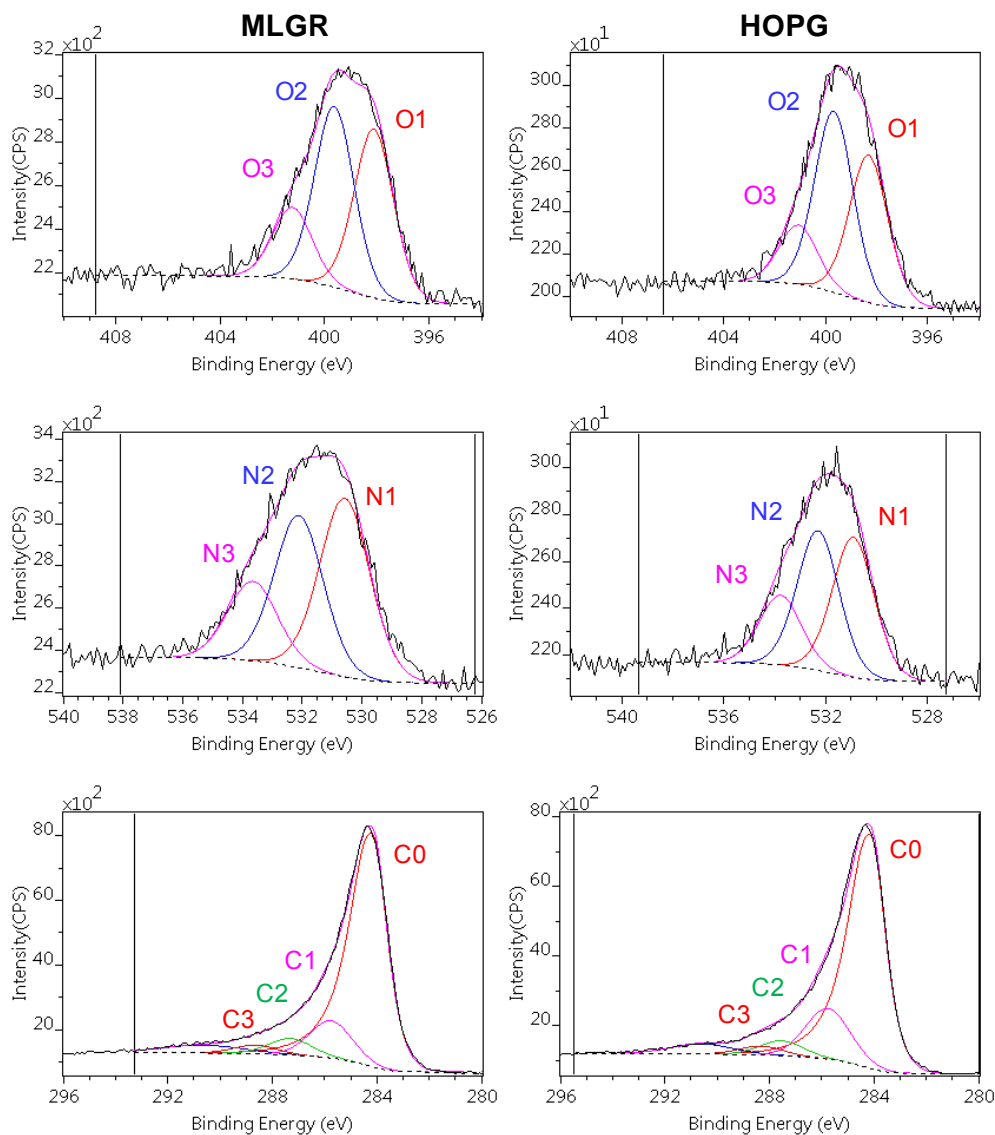 MLGR
HOPG
x10^2
32
30
28
26
24
22
Intensity(CPS)
O3
O2
O1
408
404
400
396
Binding Energy (eV)
x10^1
300
280
260
240
220
200
Intensity(CPS)
O3
O2
O1
408
404
400
396
Binding Energy (eV)
x10^2
34
32
30
28
26
24
22
Intensity(CPS)
N3
N2
N1
540
538
536
534
532
530
528
526
Binding Energy (eV)
x10^1
300
280
260
240
220
Intensity(CPS)
N3
N2
N1
540
536
532
528
Binding Energy (eV)
x10^2
80
60
40
20
Intensity(CPS)
C3
C2
C1
C0
296
292
288
284
280
Binding Energy (eV)
x10^2
80
60
40
20
Intensity(CPS)
C3
C2
C1
C0
296
292
288
284
280
Binding Energy (eV)